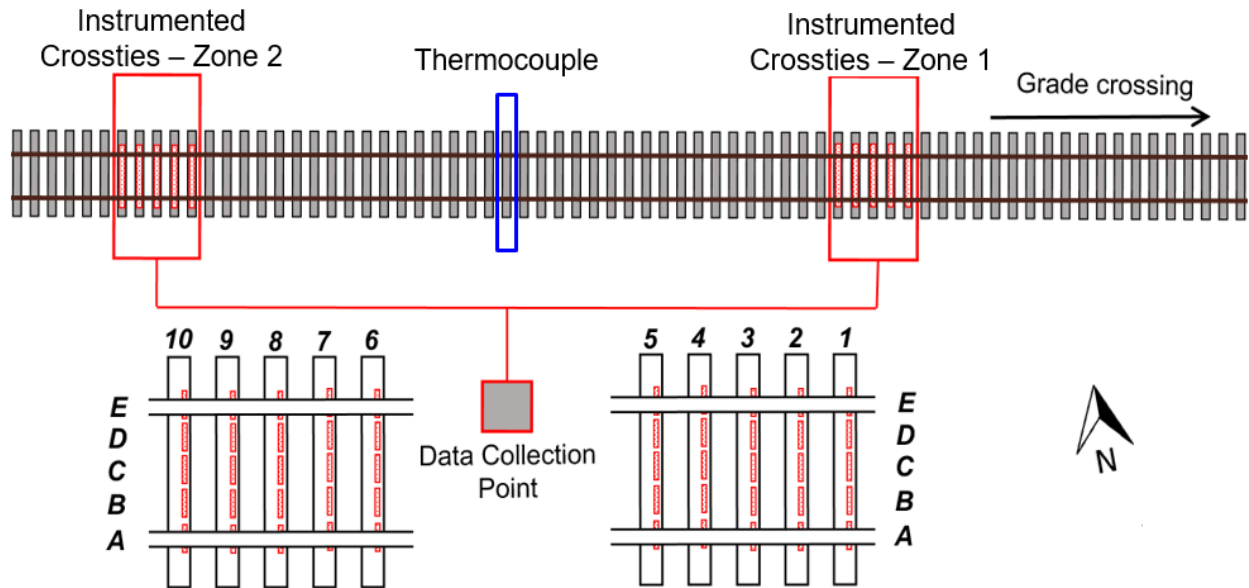 Instrumented
Crossties – Zone 2
Thermocouple
Instrumented
Crossties – Zone 1
Grade crossing
10 9 8 7 6
5 4 3 2 1
E
D
C
B
A
E
D
C
B
A
Data Collection
Point
N